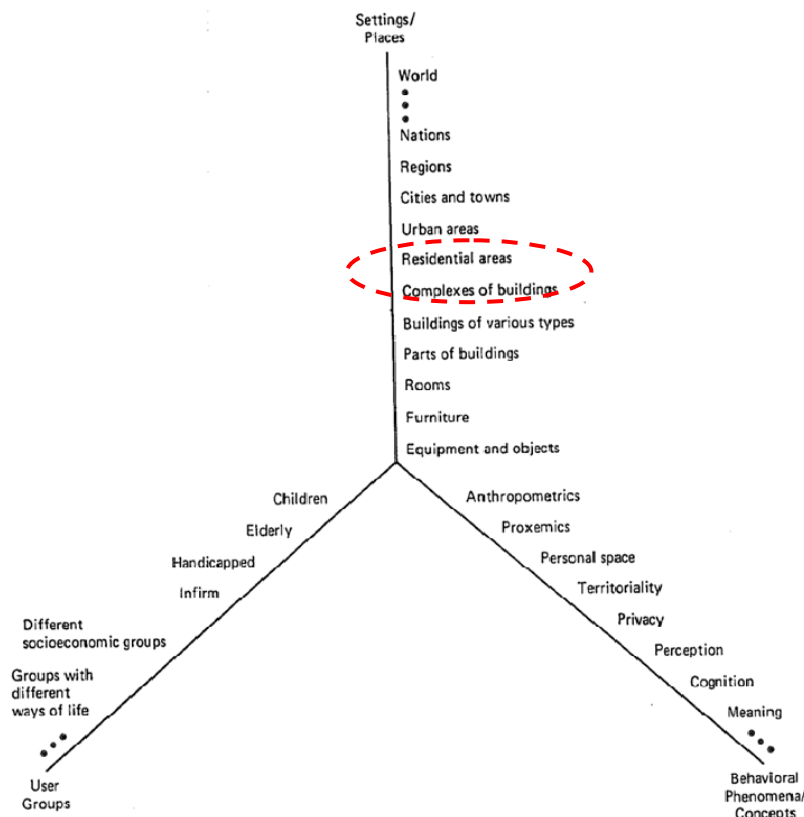 Settings/
Places
World
Nations
Regions
Cities and towns
Urban areas
Residential areas
Complexes of buildings
Buildings of various types
Parts of buildings
Rooms
Furniture
Equipment and objects
Children
Elderly
Handicapped
Infirm
Different
socioeconomic groups
Groups with
different
ways of life
User
Groups
Anthropometrics
Proxemics
Personal space
Territoriality
Privacy
Perception
Cognition
Meaning
Behavioral
Phenomena/
Concepts